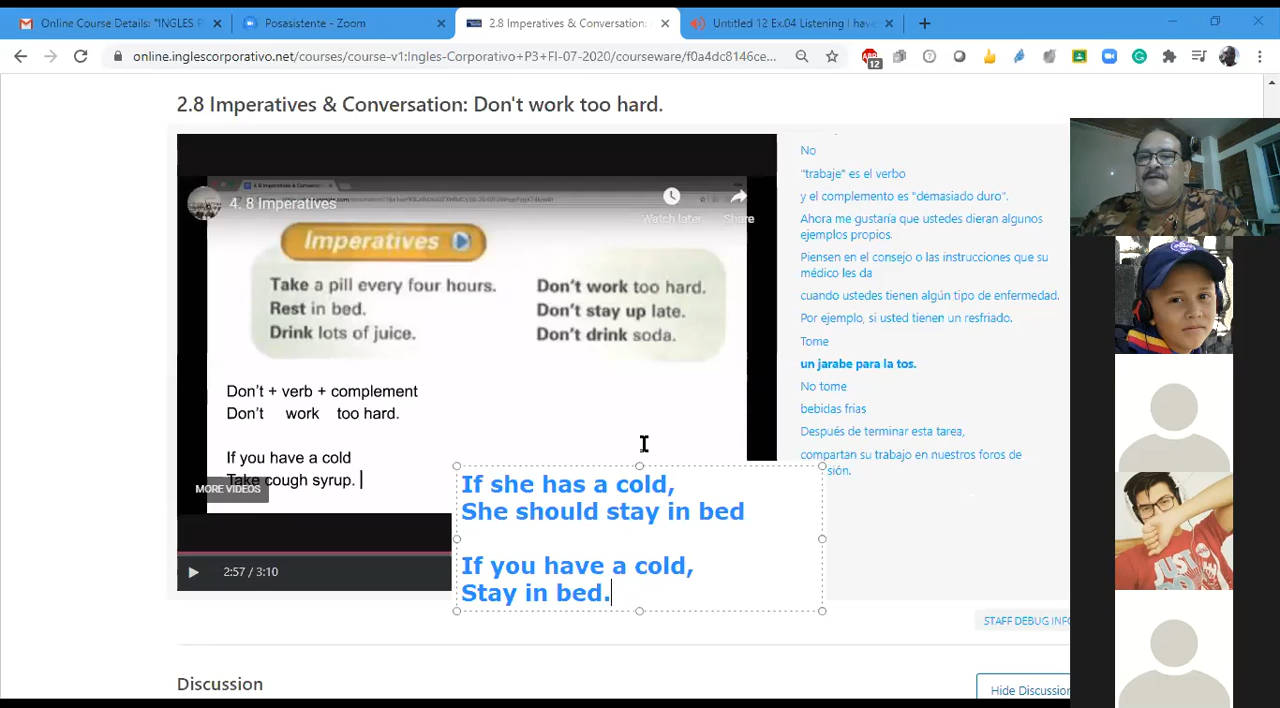 Online Course Details: "INGLES P
Posasistente - Zoom
2.8 Imperatives & Conversation:
Untitled 12 Ex.04 Listening I have
online.inglescorporativo.net/courses/course-v1:Ingles-Corporativo+P3+FI-07-2020/courseware/f0a4dc8146ce...
12
2.8 Imperatives & Conversation: Don't work too hard.
4. 8 Imperatives
Watch later
Share
Imperatives
Take a pill every four hours.
Rest in bed.
Drink lots of juice.
Don't work too hard.
Don't stay up late.
Don't drink soda.
Don't + verb + complement
Don't work too hard.
If you have a cold
Take cough syrup.
MORE VIDEOS
2:57 / 3:10
If she has a cold,
She should stay in bed
If you have a cold,
Stay in bed.
No
"trabaje" es el verbo
y el complemento es "demasiado duro".
Ahora me gustaría que ustedes dieran algunos
ejemplos propios.
Piensen en el consejo o las instrucciones que su
médico les da
cuando ustedes tienen algún tipo de enfermedad.
Por ejemplo, si usted tienen un resfriado.
Tome
un jarabe para la tos.
No tome
bebidas frias
Después de terminar esta tarea,
compartan su trabajo en nuestros foros de
sión.
STAFF DEBUG INFO
Discussion
Hide Discussion